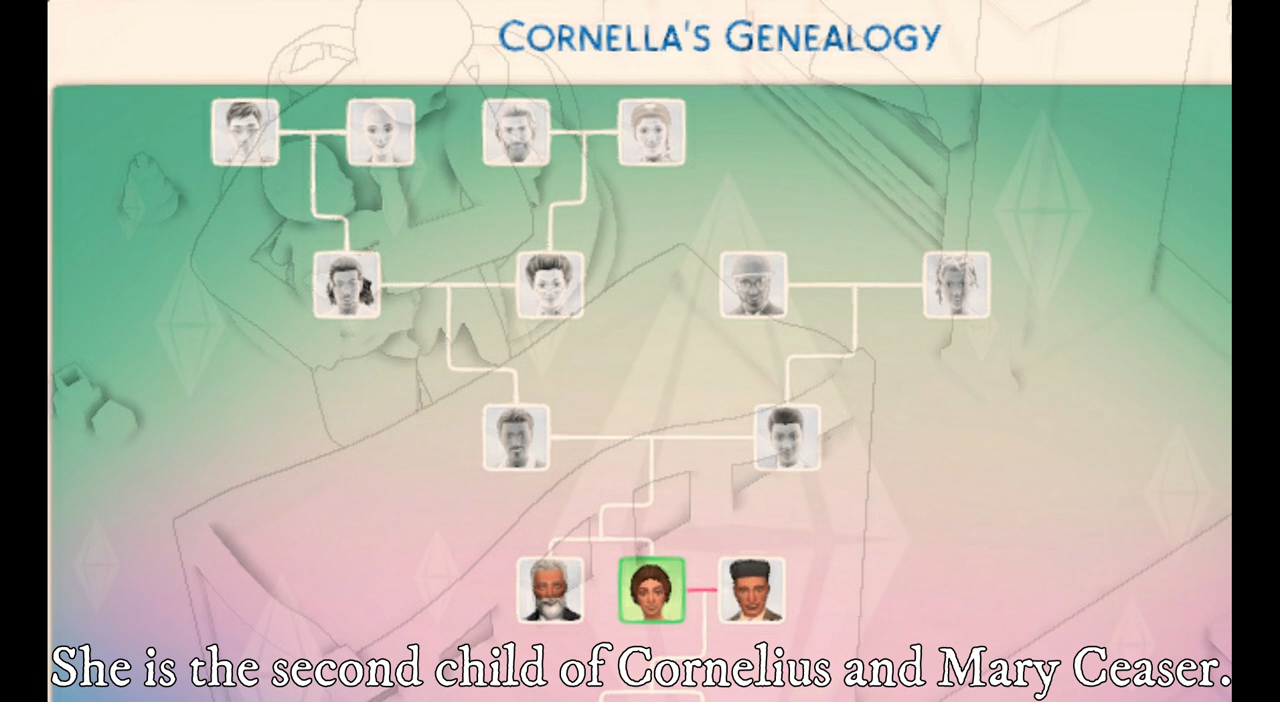 Cornella's Genealogy
She is the second child of Cornelius and Mary Ceaser.